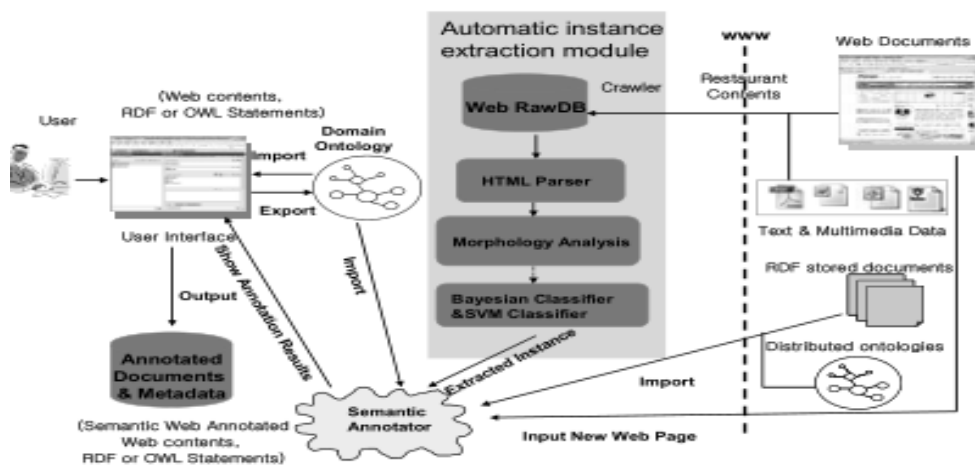 Automatic instance
extraction module
www
Web Documents
Crawler
Restaurant
Contents
Web RawDB
(Web contents,
RDF or OWL Statements)
User
Domain
Ontology
Import
Export
HTML Parser
User Interface
Morphology Analysis
Text & Multimedia Data
RDF stored documents
Show Annotation Results
Import
Output
Bayesian Classifier
&SVM Classifier
Distributed ontologies
Annotated
Documents
& Metadata
Extracted Instance
Import
Semantic
Annotator
Input New Web Page
(Semantic Web Annotated
Web contents,
RDF or OWL Statements)